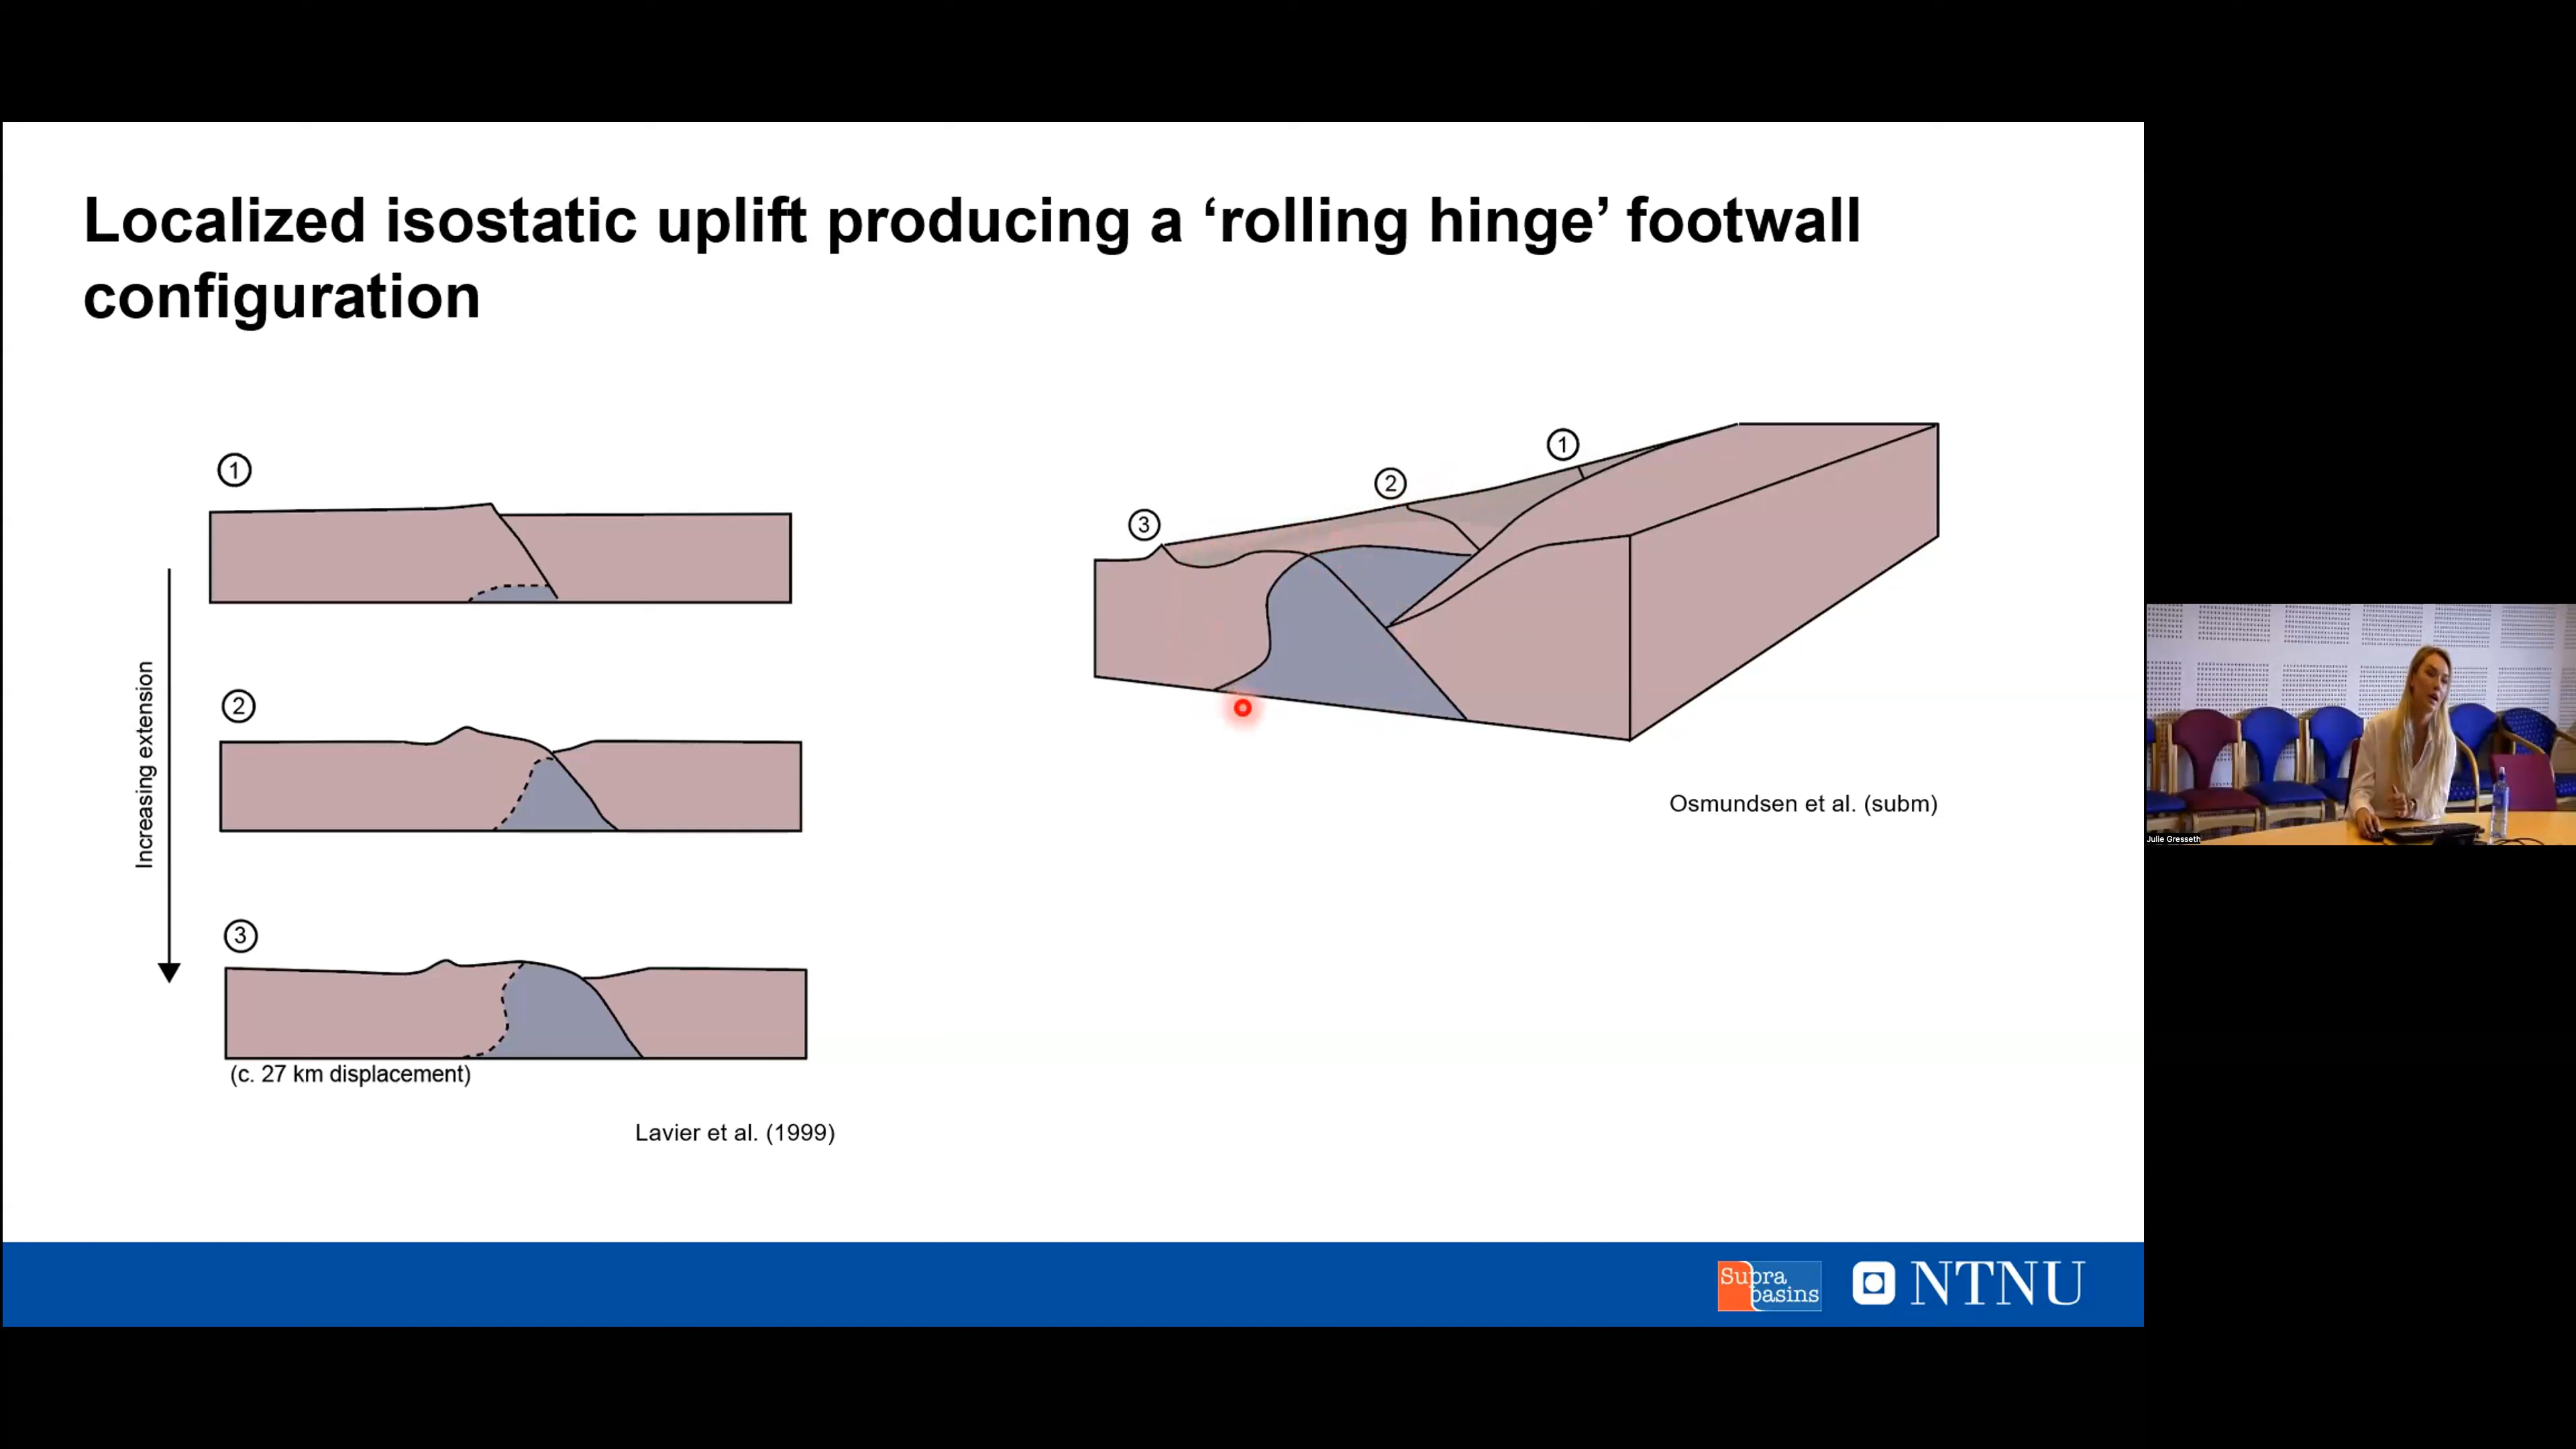 Localized isostatic uplift producing a ‘rolling hinge’ footwall
configuration
1
2
3
Increasing extension
(c. 27 km displacement)
Lavier et al. (1999)
1
2
3
Osmundsen et al. (subm)
Julie Gresseth
Supra
basins
NTNU